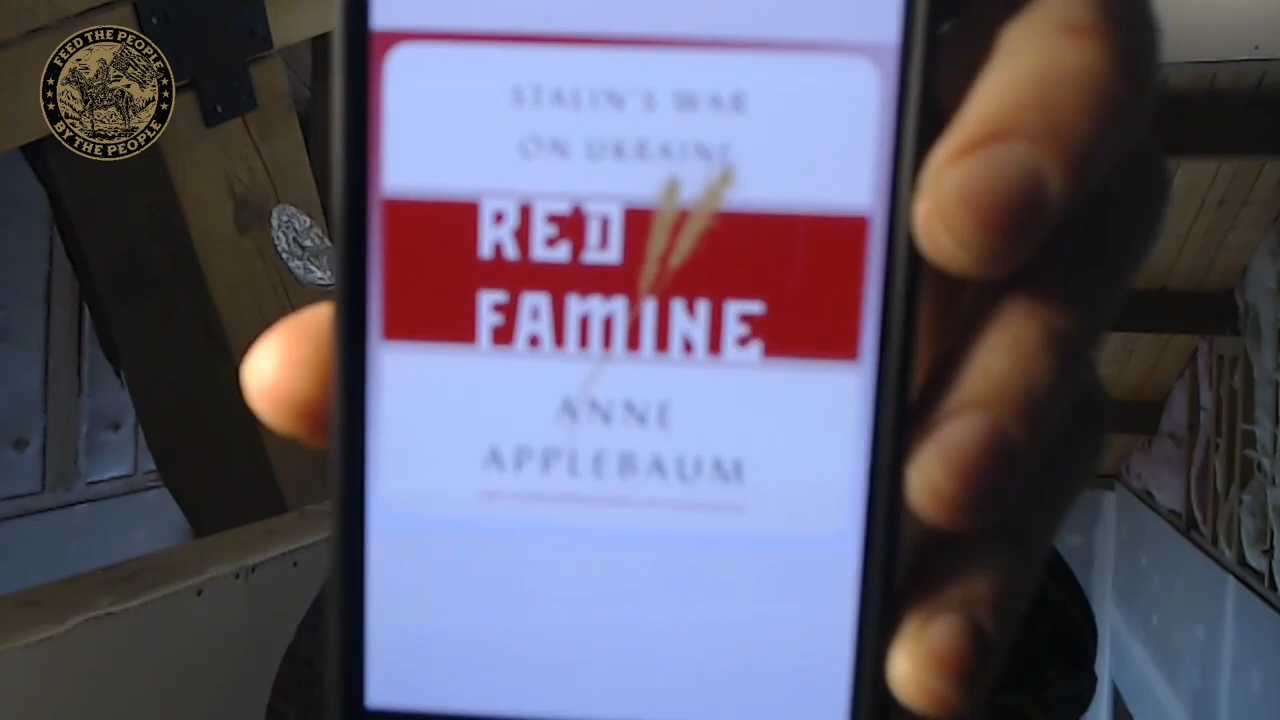 FEED THE PEOPLE
BY THE PEOPLE
STALIN'S WAR
ON UKRAINE
RED
FAMINE
ANNE
APPLEBAUM